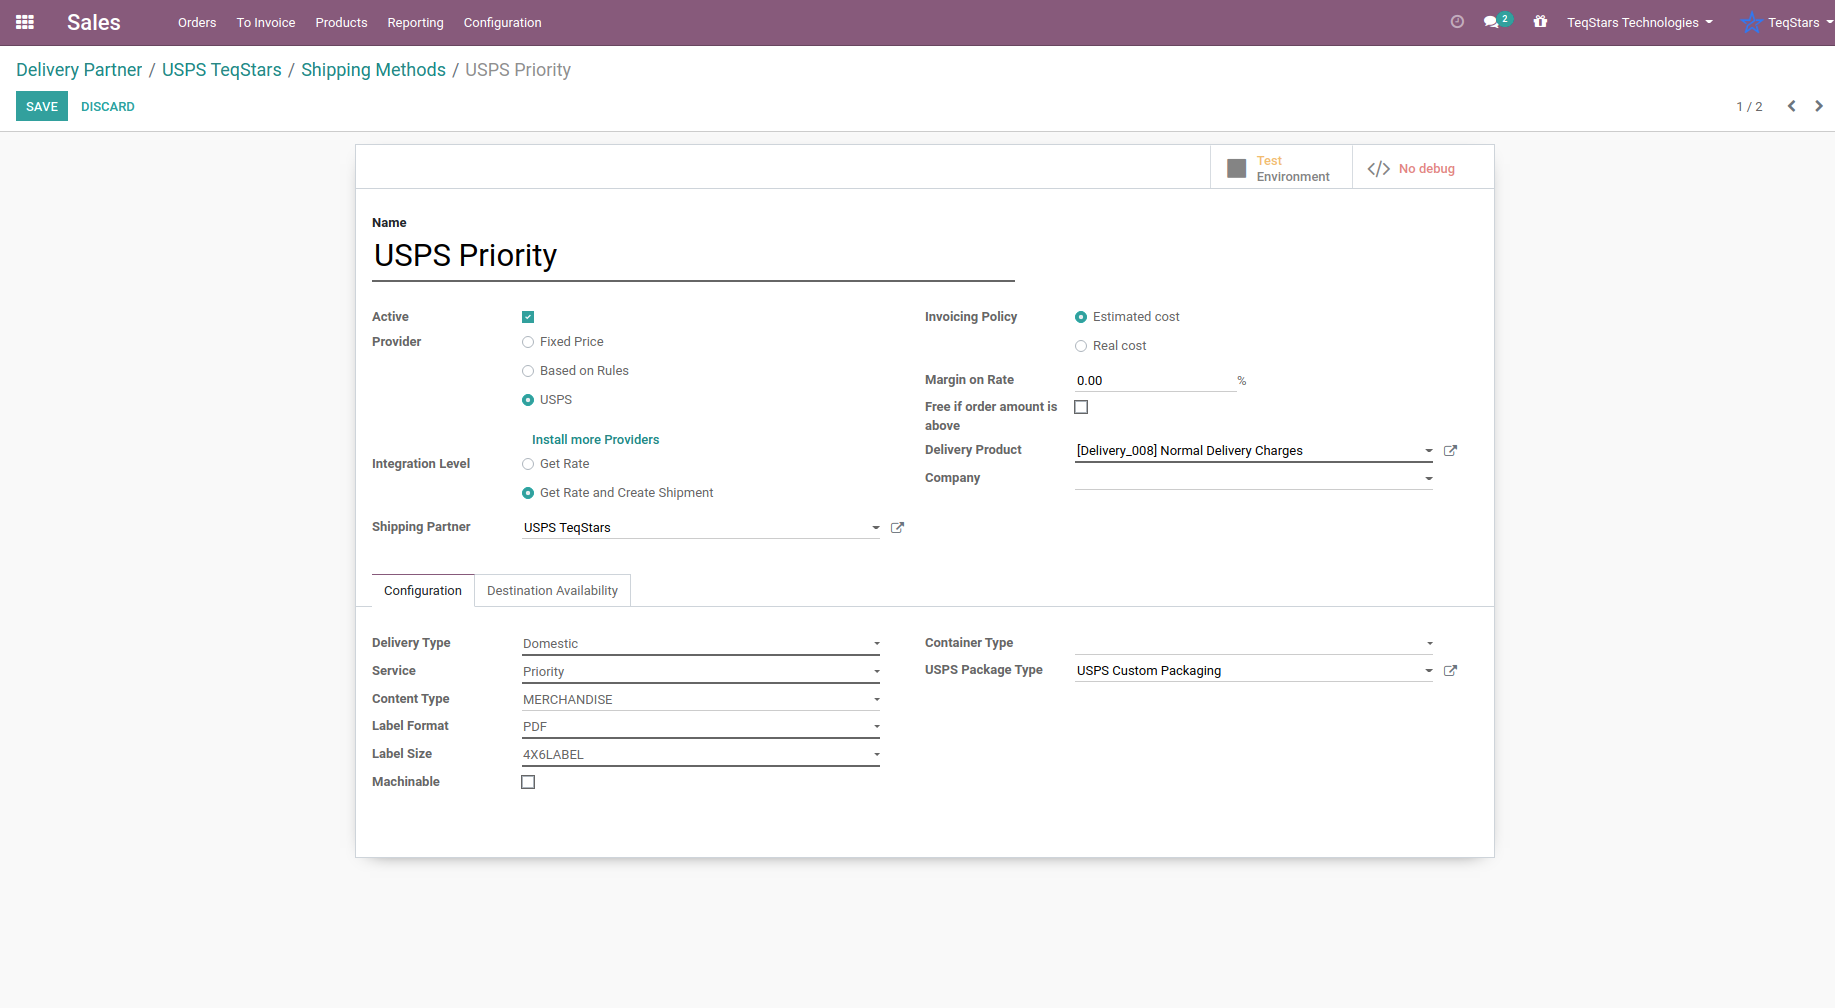 Sales Orders To Invoice Products Reporting Configuration 2 TeqStars Technologies TeqStars
Delivery Partner / USPS TeqStars / Shipping Methods / USPS Priority
SAVE DISCARD 1 / 2
Test
Environment
No debug
Name
USPS Priority
Active
Provider Fixed Price
Based on Rules
USPS
Install more Providers
Integration Level Get Rate
Get Rate and Create Shipment
Shipping Partner USPS TeqStars
Invoicing Policy Estimated cost
Real cost
Margin on Rate 0.00 %
Free if order amount is
above
Delivery Product [Delivery_008] Normal Delivery Charges
Company
Configuration Destination Availability
Delivery Type Domestic
Service Priority
Content Type MERCHANDISE
Label Format PDF
Label Size 4X6LABEL
Machinable
Container Type
USPS Package Type USPS Custom Packaging